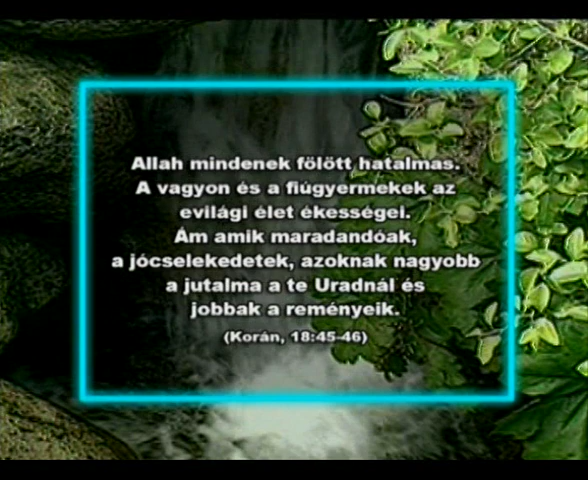 Allah mindenek fölött hatalmas.
A vagyon és a fiúgyermekek az
evilági élet ékességei.
Ám amik maradandóak,
a jócselekedetek, azoknak nagyobb
a jutalma a te Uradnál és
jobbak a reményeik.
(Korán, 18:45-46)